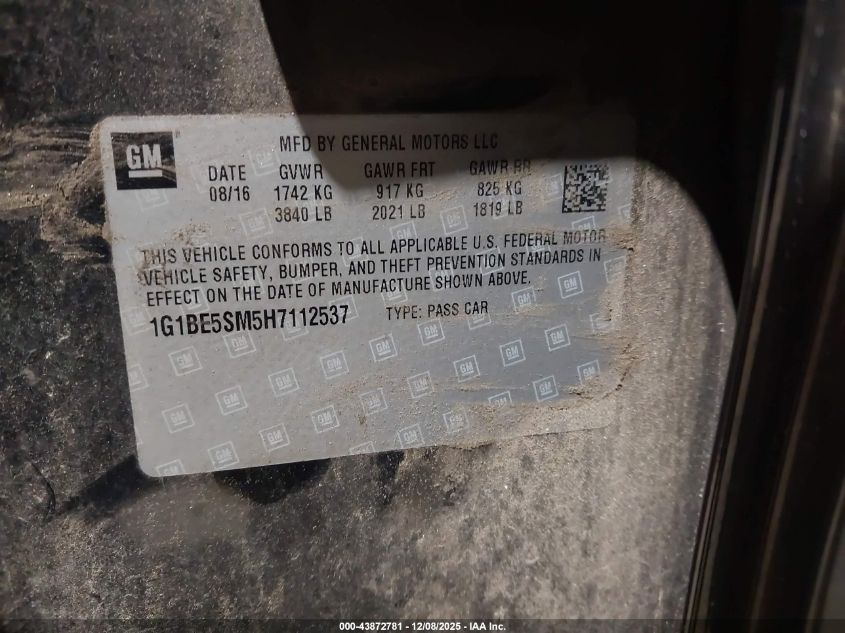 GM
MFD BY GENERAL MOTORS LLC
DATE GVWR GAWR FRT GAWR RR
08/16 1742 KG 917 KG 825 KG
3840 LB 2021 LB 1819 LB
THIS VEHICLE CONFORMS TO ALL APPLICABLE U.S. FEDERAL MOTOR
VEHICLE SAFETY, BUMPER, AND THEFT PREVENTION STANDARDS IN
EFFECT ON THE DATE OF MANUFACTURE SHOWN ABOVE.
1G1BE5SM5H7112537 TYPE: PASS CAR
000-43872781 - 12/08/2025 - IAA Inc.